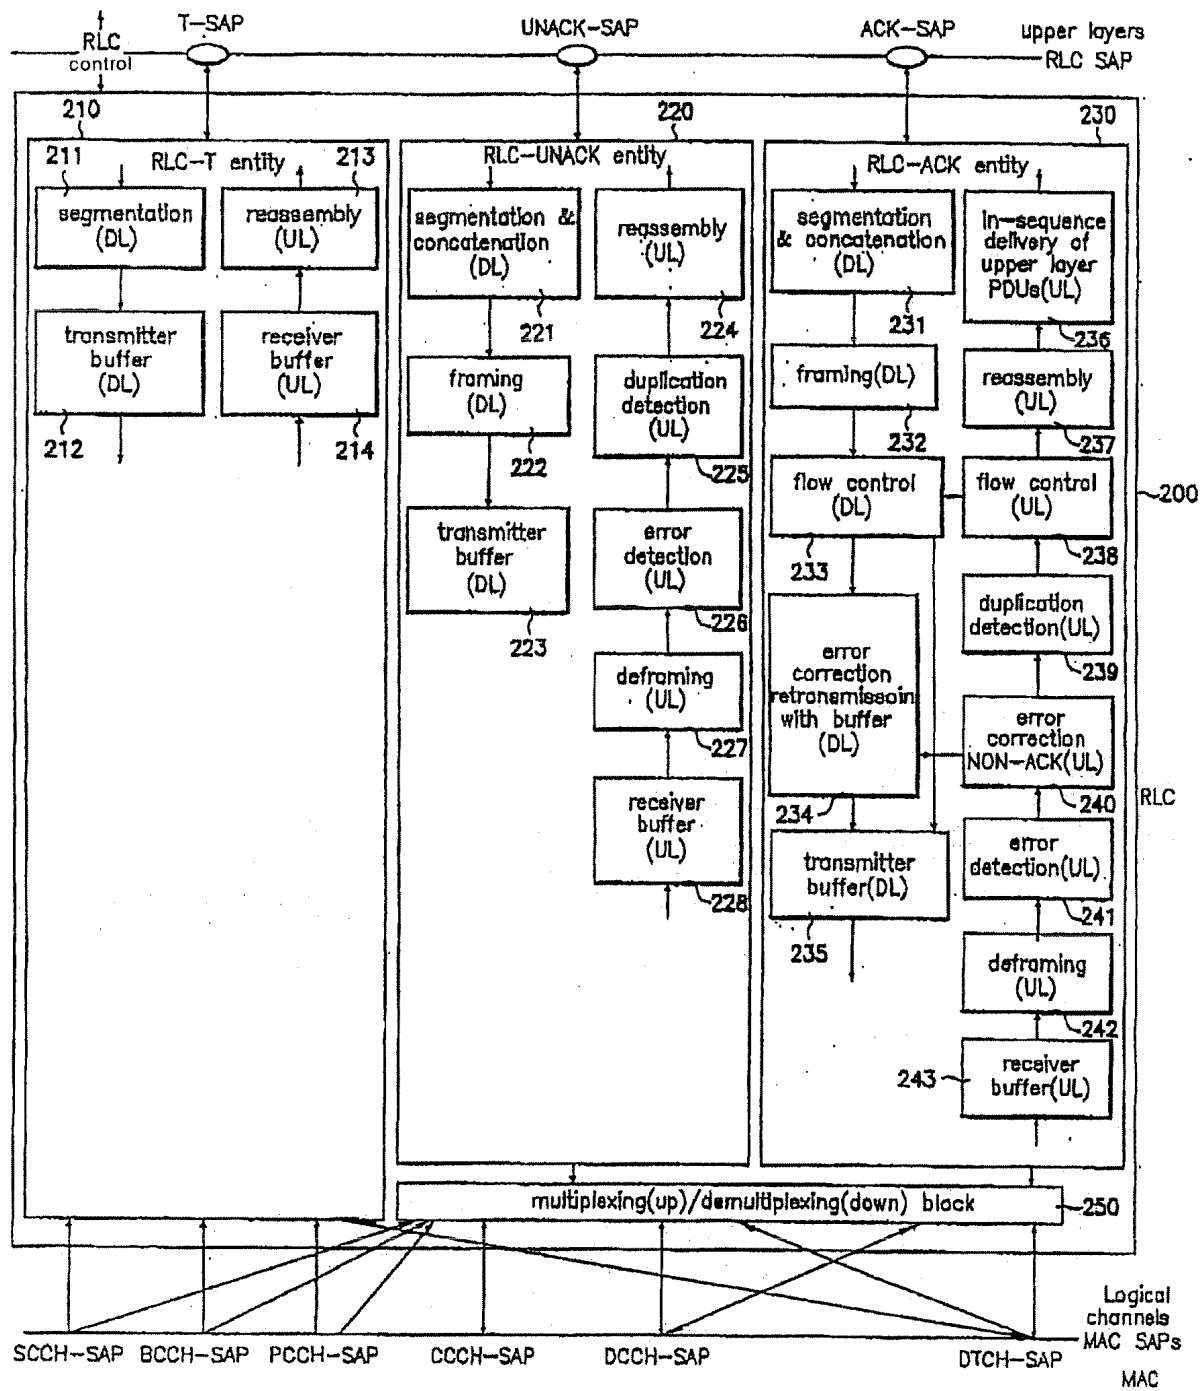 T-SAP
UNACK-SAP
ACK-SAP
upper layers
RLC
control
RLC SAP
210
220
230
RLC-T entity
211
213
segmentation
(DL)
reassembly
(UL)
transmitter
buffer
(DL)
receiver
buffer
(UL)
212
214
RLC-UNACK entity
segmentation &
concatenation
(DL)
reassembly
(UL)
221
224
framing
(DL)
duplication
detection
(UL)
222
225
transmitter
buffer
(DL)
error
detection
(UL)
223
226
deframing
(UL)
227
receiver
buffer
(UL)
228
RLC-ACK entity
segmentation
& concatenation
(DL)
in-sequence
delivery of
upper layer
PDUs(UL)
231
236
framing(DL)
reassembly
(UL)
232
237
flow control
(DL)
flow control
(UL)
200
233
238
error
correction
retransmissoin
with buffer
(DL)
duplication
detection(UL)
239
error
correction
NON-ACK(UL)
234
240
RLC
transmitter
buffer(DL)
error
detection(UL)
235
241
deframing
(UL)
242
243
receiver
buffer(UL)
multiplexing(up)/demultiplexing(down) block
250
Logical
channels
MAC SAPs
SCCH-SAP
BCCH-SAP
PCCH-SAP
CCCH-SAP
DCCH-SAP
DTCH-SAP
MAC